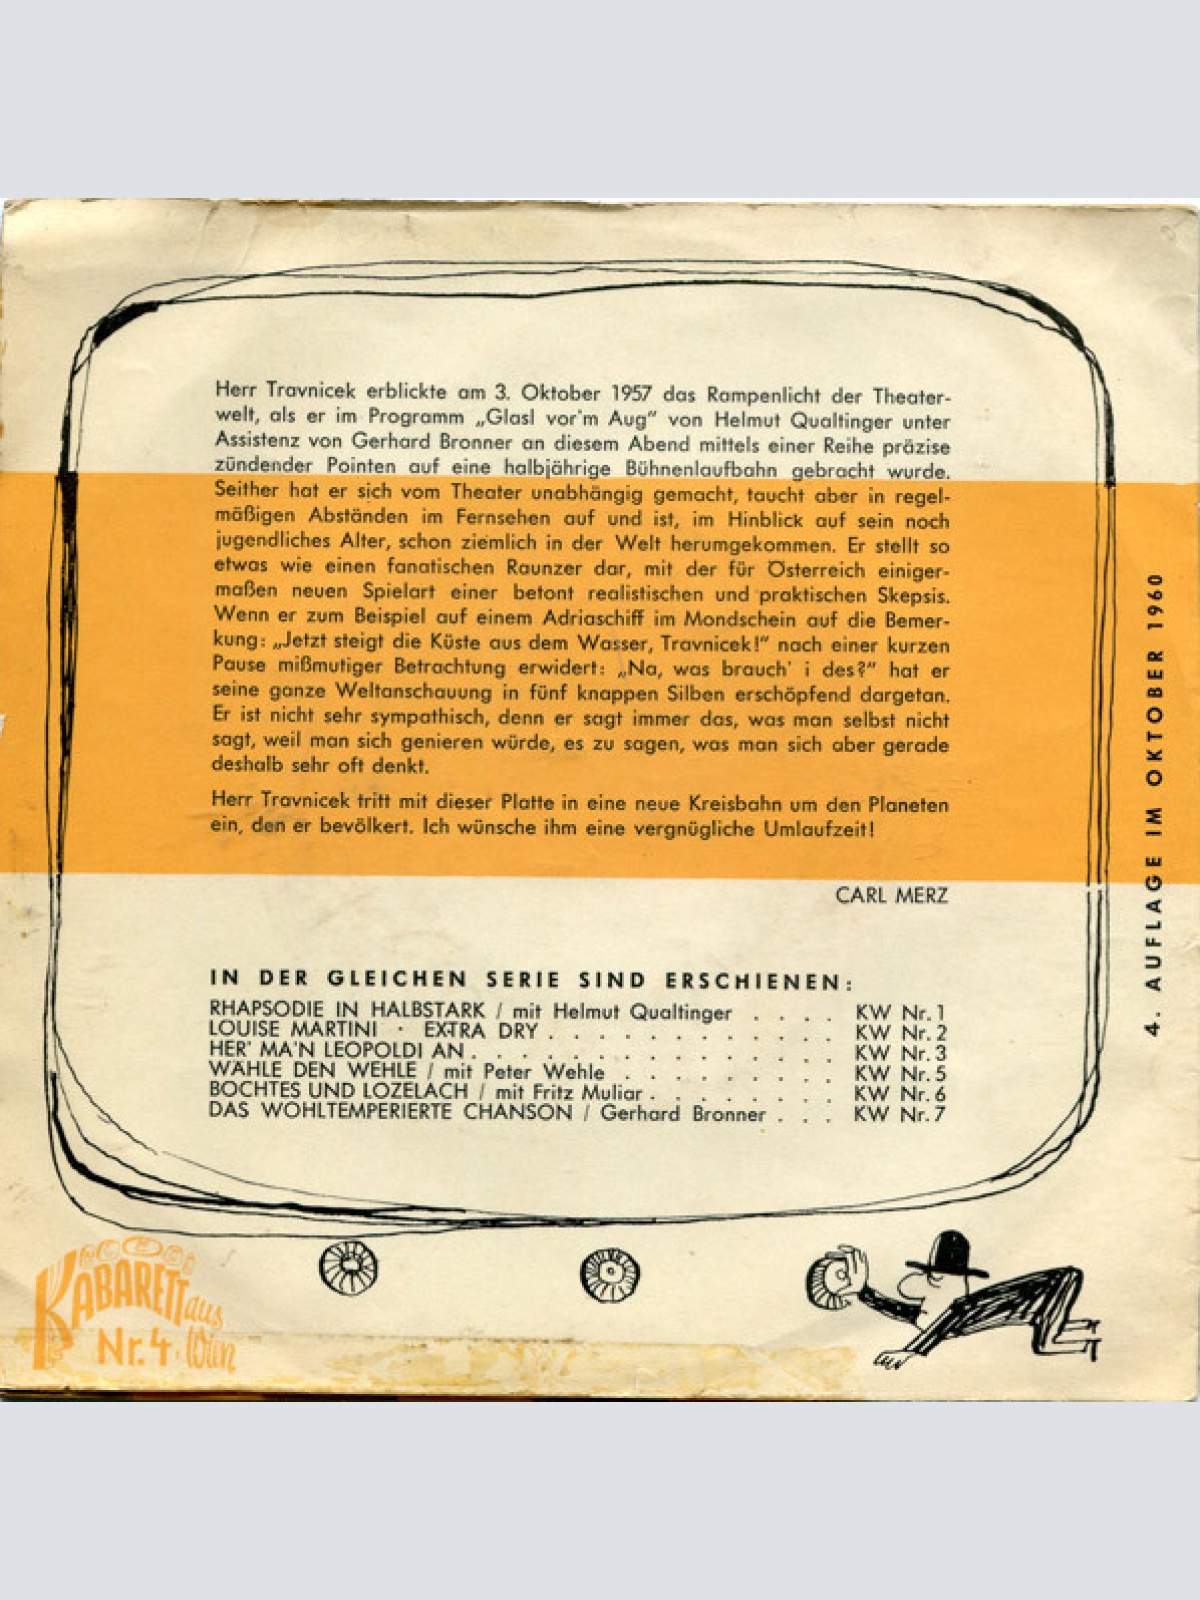 Herr Travnicek erblickte am 3. Oktober 1957 das Rampenlicht der Theater-
welt, als er im Programm „Glasl vor'm Aug" von Helmut Qualtinger unter
Assistenz von Gerhard Bronner an diesem Abend mittels einer Reihe präzise
zündender Pointen auf eine halbjährige Bühnenlaufbahn gebracht wurde.
Seither hat er sich vom Theater unabhängig gemacht, taucht aber in regel-
mäßigen Abständen im Fernsehen auf und ist, im Hinblick auf sein noch
jugendliches Alter, schon ziemlich in der Welt herumgekommen. Er stellt so
etwas wie einen fanatischen Raunzer dar, mit der für Österreich einiger-
maßen neuen Spielart einer betont realistischen und praktischen Skepsis.
Wenn er zum Beispiel auf einem Adriaschiff im Mondschein auf die Bemer-
kung: „Jetzt steigt die Küste aus dem Wasser, Travnicek!" nach einer kurzen
Pause mißmutiger Betrachtung erwidert: „Na, was brauch' i des?" hat er
seine ganze Weltanschauung in fünf knappen Silben erschöpfend dargetan.
Er ist nicht sehr sympathisch, denn er sagt immer das, was man selbst nicht
sagt, weil man sich genieren würde, es zu sagen, was man sich aber gerade
deshalb sehr oft denkt.
Herr Travnicek tritt mit dieser Platte in eine neue Kreisbahn um den Planeten
ein, den er bevölkert. Ich wünsche ihm eine vergnügliche Umlaufzeit!
CARL MERZ
IN DER GLEICHEN SERIE SIND ERSCHIENEN:
RHAPSODIE IN HALBSTARK / mit Helmut Qualtinger . . . . KW Nr. 1
LOUISE MARTINI · EXTRA DRY . . . . . . . . . . . . KW Nr. 2
HER' MA'N LEOPOLDI AN . . . . . . . . . . . . . . . KW Nr. 3
WÄHLE DEN WEHLE / mit Peter Wehle . . . . . . . . . KW Nr. 5
BOCHTES UND LOZELACH / mit Fritz Muliar . . . . . . . . KW Nr. 6
DAS WOHLTEMPERIERTE CHANSON / Gerhard Bronner . . . KW Nr. 7
4. AUFLAGE IM OKTOBER 1960
KABARETT aus
Nr. 4 · Wien